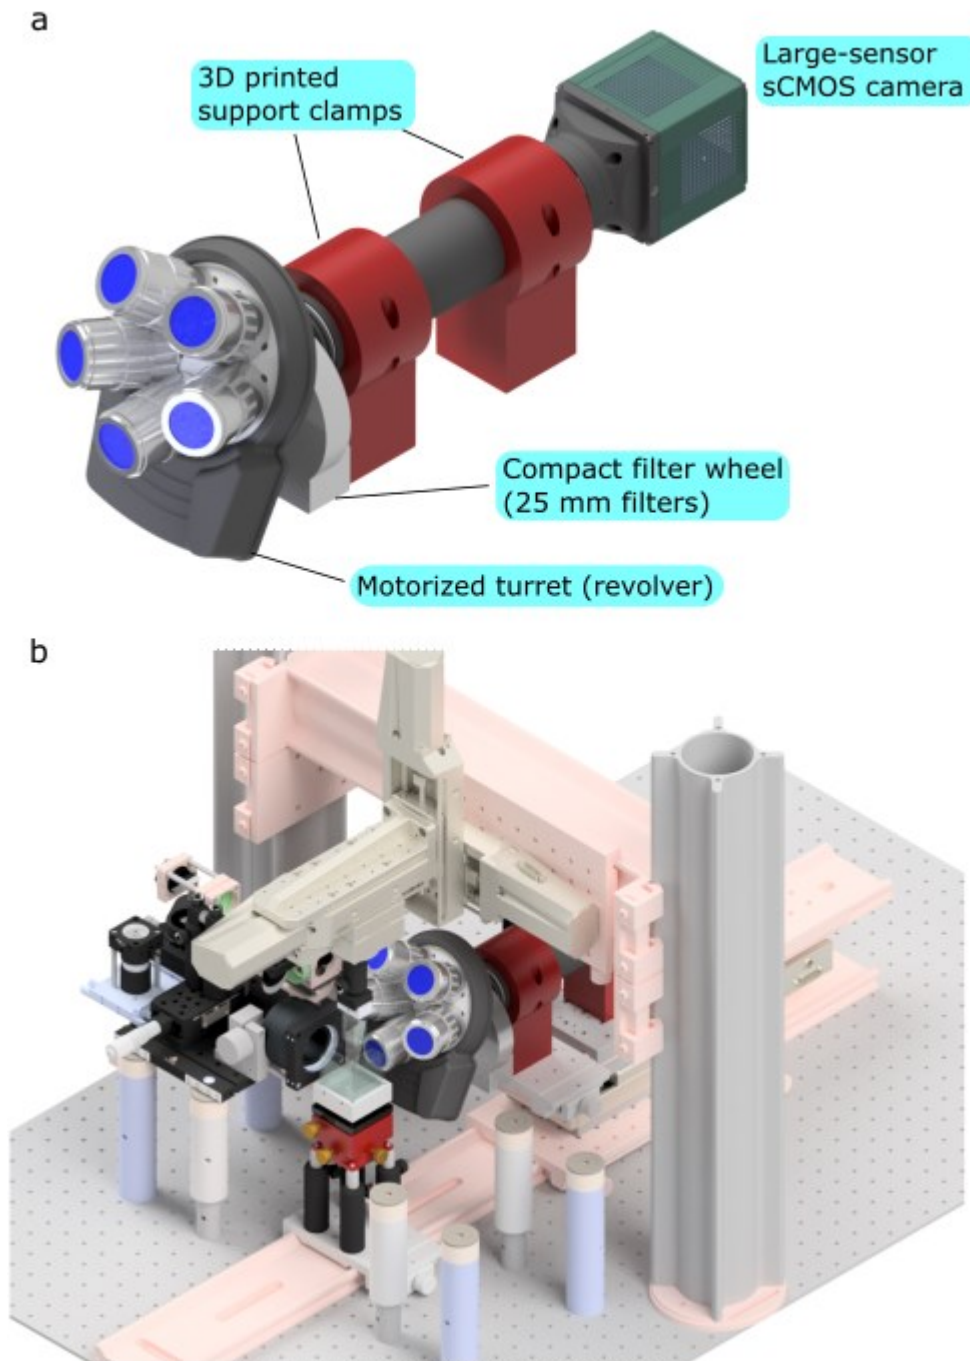 a
3D printed
support clamps
Large-sensor
sCMOS camera
Compact filter wheel
(25 mm filters)
Motorized turret (revolver)
b